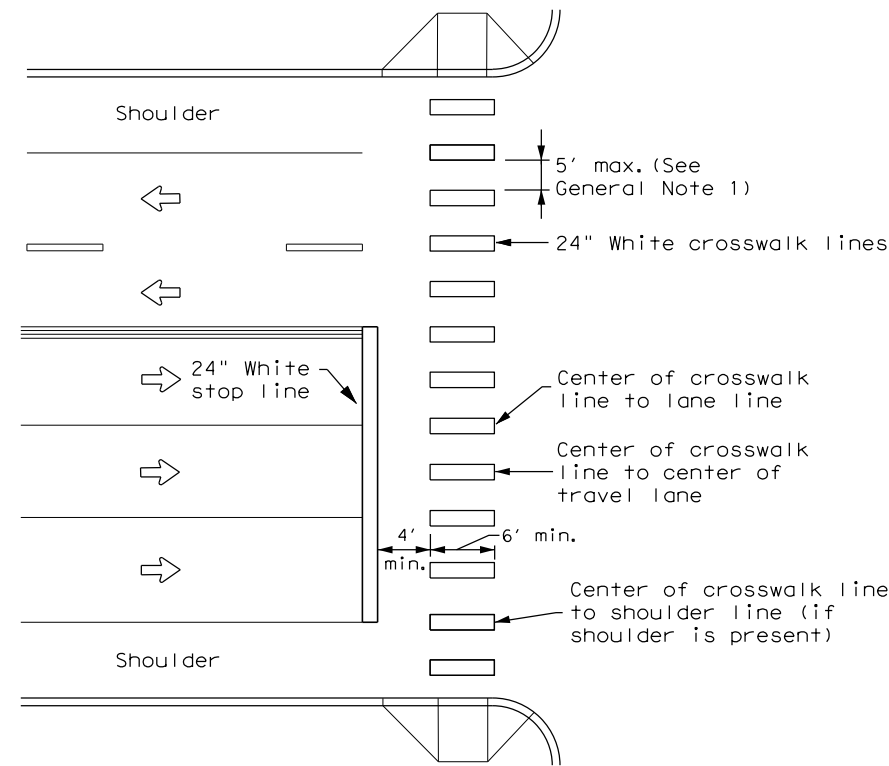 Shoulder
5' max. (See
General Note 1)
24" White crosswalk lines
24" White
stop line
Center of crosswalk
line to lane line
Center of crosswalk
line to center of
travel lane
4'
min.
6' min.
Center of crosswalk line
to shoulder line (if
shoulder is present)
Shoulder